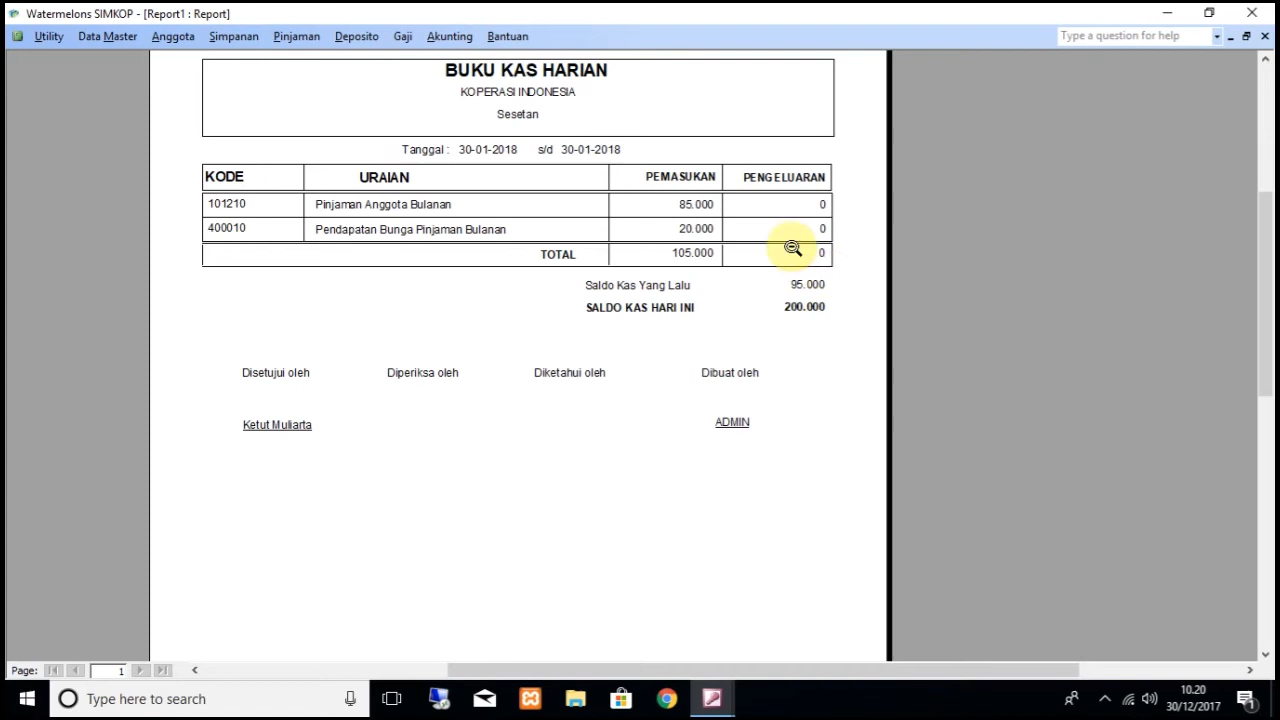 Watermelons SIMKOP - [Report1 : Report]
Utility Data Master Anggota Simpanan Pinjaman Deposito Gaji Akunting Bantuan Type a question for help
BUKU KAS HARIAN
KOPERASI INDONESIA
Sesetan
Tanggal : 30-01-2018 s/d 30-01-2018
KODE URAIAN PEMASUKAN PENGELUARAN
101210 Pinjaman Anggota Bulanan 85.000 0
400010 Pendapatan Bunga Pinjaman Bulanan 20.000 0
TOTAL 105.000 0
Saldo Kas Yang Lalu 95.000
SALDO KAS HARI INI 200.000
Disetujui oleh Diperiksa oleh Diketahui oleh Dibuat oleh
Ketut Muliarta ADMIN
Page: 1
Type here to search
10.20
30/12/2017
1